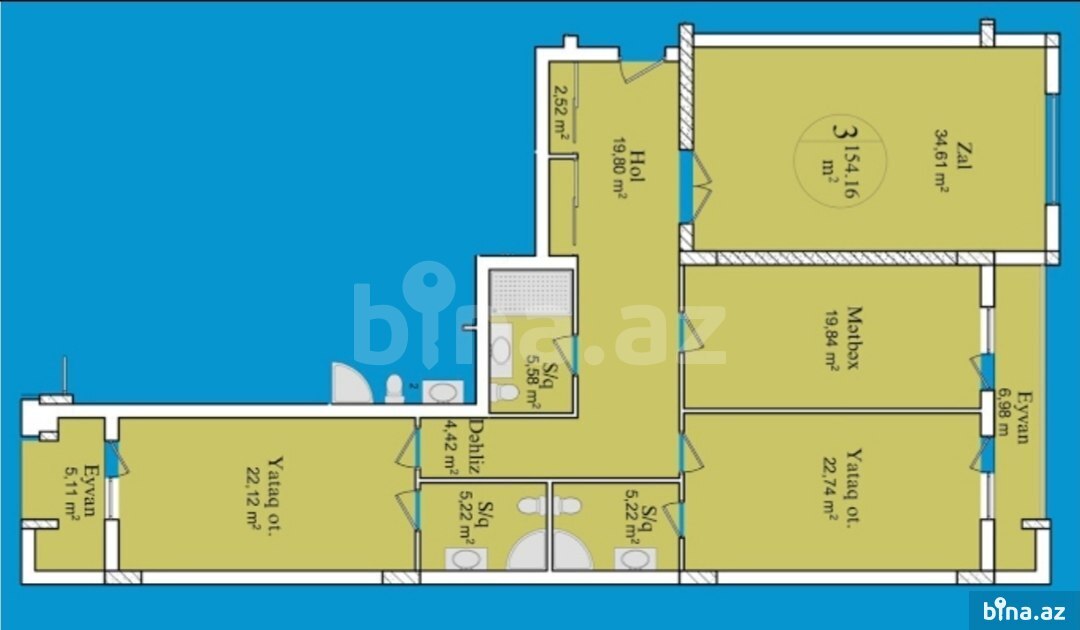 2,52 m²
Hol
19,80 m²
3
154.16
m²
Zal
34,61 m²
Mətbəx
19,84 m²
S/q
5,58 m²
Eyvan
6,98 m
2
Dəhliz
4,42 m²
Yataq ot.
22,12 m²
Eyvan
5,11 m²
S/q
5,22 m²
S/q
5,22 m²
Yataq ot.
22,74 m²
bina.az
bina.az